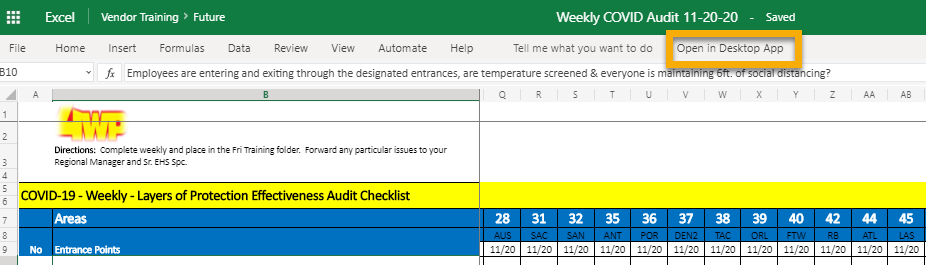 Excel Vendor Training > Future Weekly COVID Audit 11-20-20 - Saved
File Home Insert Formulas Data Review View Automate Help Tell me what you want to do Open in Desktop App
B10 fx Employees are entering and exiting through the designated entrances, are temperature screened & everyone is maintaining 6ft. of social distancing?
A B Q R S T U V W X Y Z AA AB
1
4WP
2
Directions: Complete weekly and place in the Fri Training folder. Forward any particular issues to your
3 Regional Manager and Sr. EHS Spc.
4
5
6 COVID-19 - Weekly - Layers of Protection Effectiveness Audit Checklist
7 Areas 28 31 32 35 36 37 38 39 40 42 44 45
8 AUS SAC SAN ANT POR DEN2 TAC ORL FTW RB ATL LAS
9 No Entrance Points 11/20 11/20 11/20 11/20 11/20 11/20 11/20 11/20 11/20 11/20 11/20 11/20